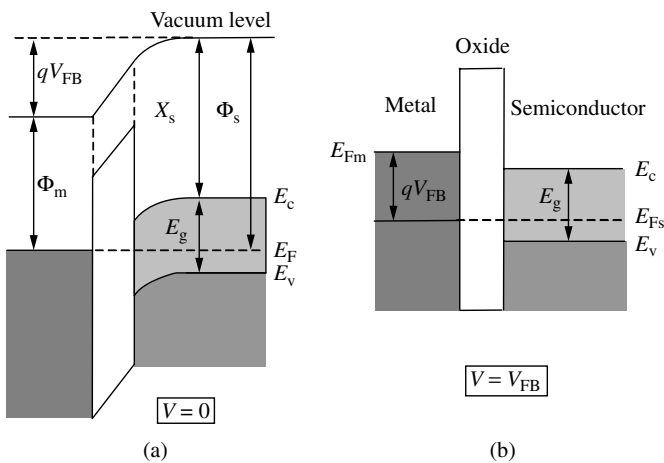 Vacuum level
qV_FB
X_s
Φ_s
Φ_m
E_c
E_g
E_F
E_v
V = 0
(a)
Oxide
Metal
Semiconductor
E_Fm
E_c
qV_FB
E_g
E_Fs
E_v
V = V_FB
(b)